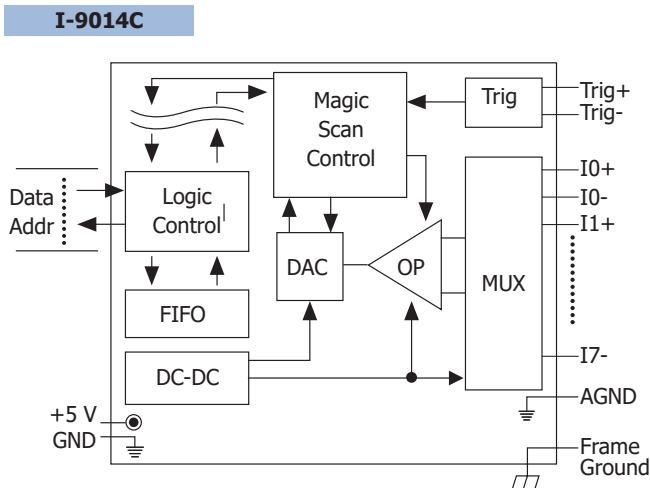 I-9014C
Magic
Scan
Control
Trig
Trig+
Trig-
Data
Addr
Logic
Control
I0+
I0-
I1+
DAC
OP
MUX
FIFO
DC-DC
I7-
AGND
+5 V
GND
Frame
Ground